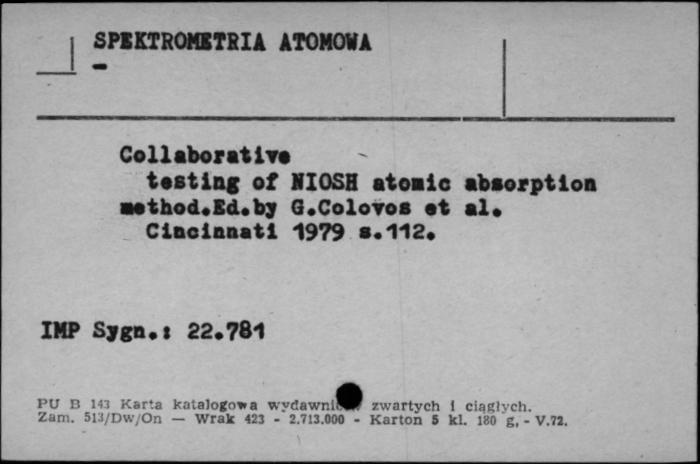 SPEKTROMETRIA ATOMOWA
-
Collaborative
testing of NIOSH atomic absorption
method.Ed.by G.Colovos et al.
Cincinnati 1979 s.112.
IMP Sygn.: 22.781
PU B 143 Karta katalogowa wydawnictw zwartych i ciągłych.
Zam. 513/Dw/On — Wrak 423 - 2.713.000 - Karton 5 kl. 180 g, - V.72.